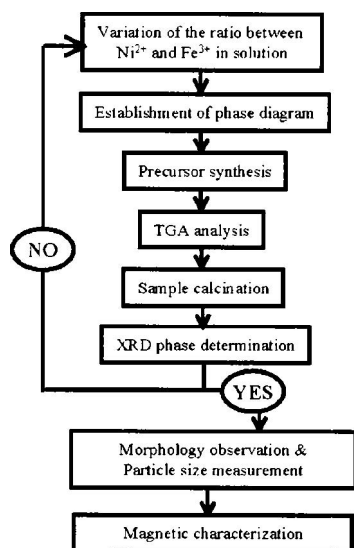 Variation of the ratio between
Ni²⁺ and Fe³⁺ in solution
Establishment of phase diagram
Precursor synthesis
TGA analysis
NO
Sample calcination
XRD phase determination
YES
Morphology observation &
Particle size measurement
Magnetic characterization